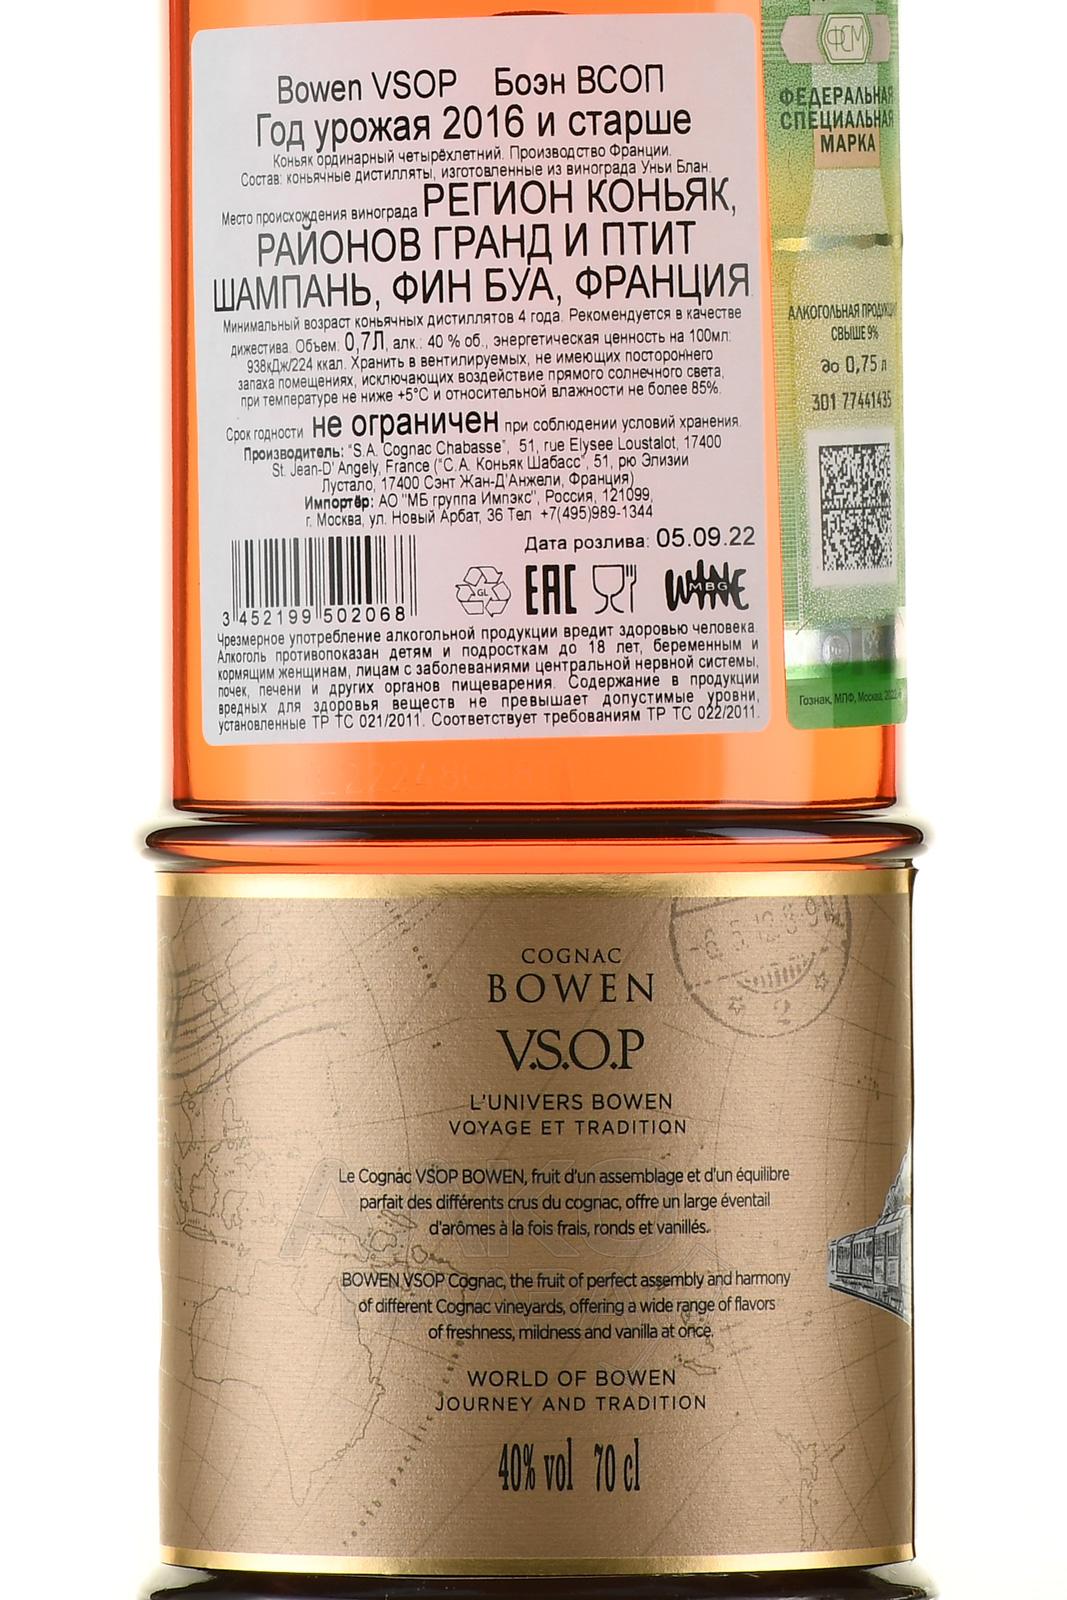 Bowen VSOP Боэн ВСОП
Год урожая 2016 и старше
Коньяк ординарный четырёхлетний. Производство Франции.
Состав: коньячные дистилляты, изготовленные из винограда Уньи Блан.
Место происхождения винограда РЕГИОН КОНЬЯК,
РАЙОНОВ ГРАНД И ПТИТ
ШАМПАНЬ, ФИН БУА, ФРАНЦИЯ
Минимальный возраст коньячных дистиллятов 4 года. Рекомендуется в качестве
дижестива. Объем: 0,7Л, алк.: 40 % об., энергетическая ценность на 100мл:
938кДж/224 ккал. Хранить в вентилируемых, не имеющих постороннего
запаха помещениях, исключающих воздействие прямого солнечного света,
при температуре не ниже +5°С и относительной влажности не более 85%.
Срок годности не ограничен при соблюдении условий хранения.
Производитель: "S.A. Cognac Chabasse", 51, rue Elysee Loustalot, 17400
St. Jean-D' Angely, France ("С.А. Коньяк Шабасс", 51, рю Элизии
Лустало, 17400 Сэнт Жан-Д'Анжели, Франция)
Импортёр: АО "МБ группа Импэкс", Россия, 121099,
г. Москва, ул. Новый Арбат, 36 Тел +7(495)989-1344
Дата розлива: 05.09.22
3 452199 502068
GL
EAC
WINE
MBG
Чрезмерное употребление алкогольной продукции вредит здоровью человека.
Алкоголь противопоказан детям и подросткам до 18 лет, беременным и
кормящим женщинам, лицам с заболеваниями центральной нервной системы,
почек, печени и других органов пищеварения. Содержание в продукции
вредных для здоровья веществ не превышает допустимые уровни,
установленные ТР ТС 021/2011. Соответствует требованиям ТР ТС 022/2011.
ФСМ
ФЕДЕРАЛЬНАЯ
СПЕЦИАЛЬНАЯ
МАРКА
АЛКОГОЛЬНАЯ ПРОДУКЦИЯ
СВЫШЕ 9%
до 0,75 л
301 77441435
Гознак, МПФ, Москва, 2022
COGNAC
BOWEN
V.S.O.P
L'UNIVERS BOWEN
VOYAGE ET TRADITION
Le Cognac VSOP BOWEN, fruit d'un assemblage et d'un équilibre
parfait des différents crus du cognac, offre un large éventail
d'arômes à la fois frais, ronds et vanillés.
BOWEN VSOP Cognac, the fruit of perfect assembly and harmony
of different Cognac vineyards, offering a wide range of flavors
of freshness, mildness and vanilla at once.
WORLD OF BOWEN
JOURNEY AND TRADITION
40% vol 70 cl